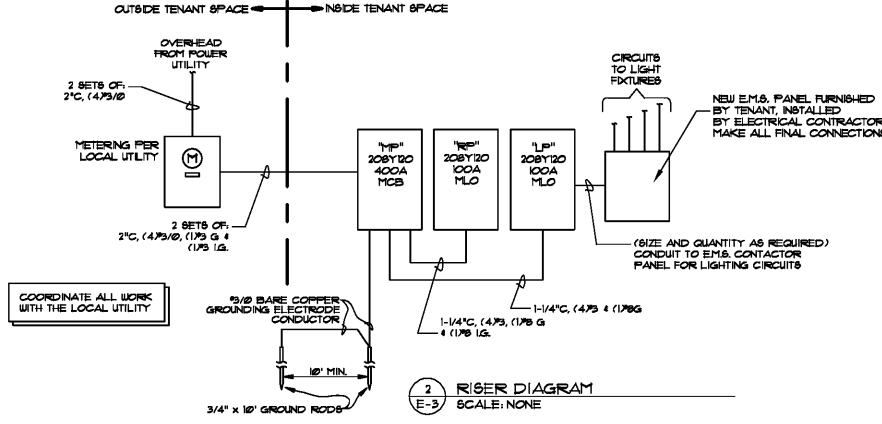 OUTSIDE TENANT SPACE
INSIDE TENANT SPACE
OVERHEAD
FROM POWER
UTILITY
2 SETS OF:
2"C, (4)#3/0
METERING PER
LOCAL UTILITY
M
2 SETS OF:
2"C, (4)#3/0, (1)#3 G &
(1)#3 I.G.
"MP"
208Y120
400A
MCB
"RP"
208Y120
100A
MLO
"LP"
208Y120
100A
MLO
CIRCUITS
TO LIGHT
FIXTURES
NEW E.M.S. PANEL FURNISHED
BY TENANT, INSTALLED
BY ELECTRICAL CONTRACTOR
MAKE ALL FINAL CONNECTIONS
(SIZE AND QUANTITY AS REQUIRED)
CONDUIT TO E.M.S. CONTACTOR
PANEL FOR LIGHTING CIRCUITS
1-1/4"C, (4)#3 & (1)#8G
1-1/4"C, (4)#3, (1)#8 G
& (1)#8 I.G.
COORDINATE ALL WORK
WITH THE LOCAL UTILITY
#3/0 BARE COPPER
GROUNDING ELECTRODE
CONDUCTOR
10' MIN.
3/4" x 10' GROUND RODS
2
E-3
RISER DIAGRAM
SCALE: NONE